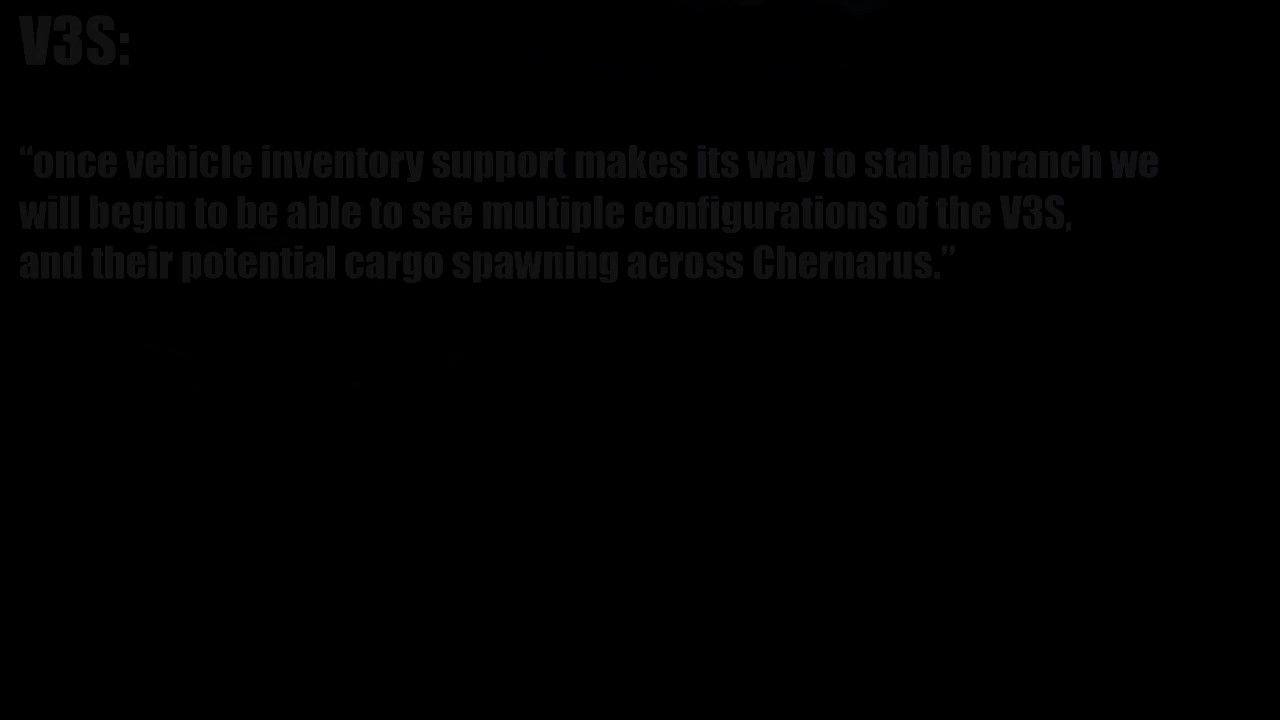 V3S:
“once vehicle inventory support makes its way to stable branch we
will begin to be able to see multiple configurations of the V3S,
and their potential cargo spawning across Chernarus.”